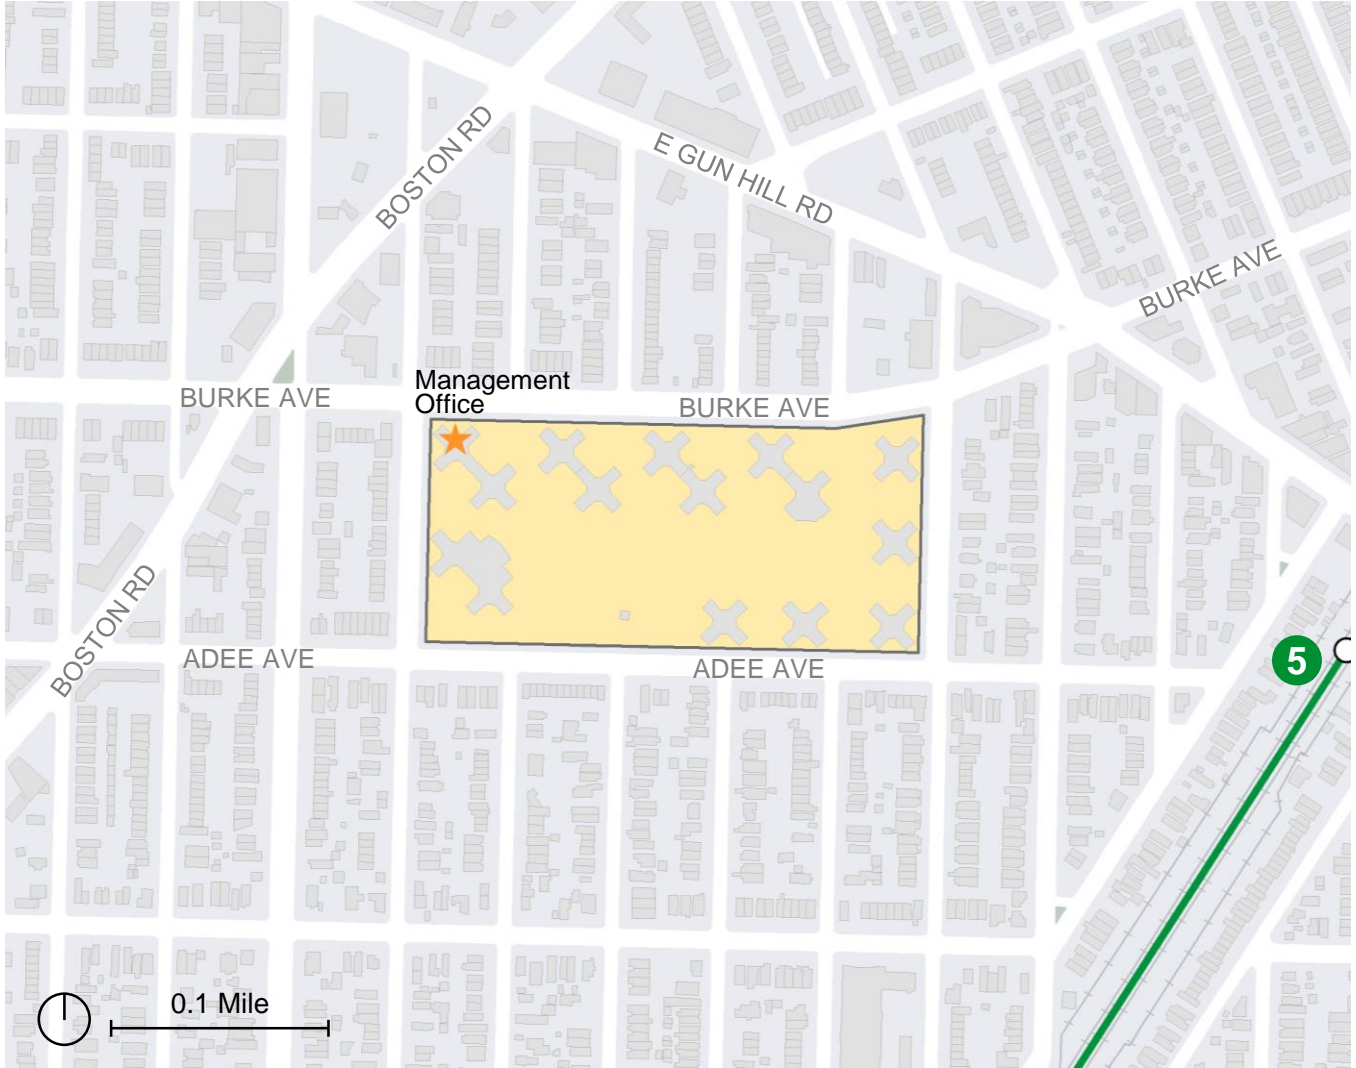 BOSTON RD
E GUN HILL RD
BURKE AVE
Management
Office
BURKE AVE
BURKE AVE
BOSTON RD
ADEE AVE
ADEE AVE
5
0.1 Mile